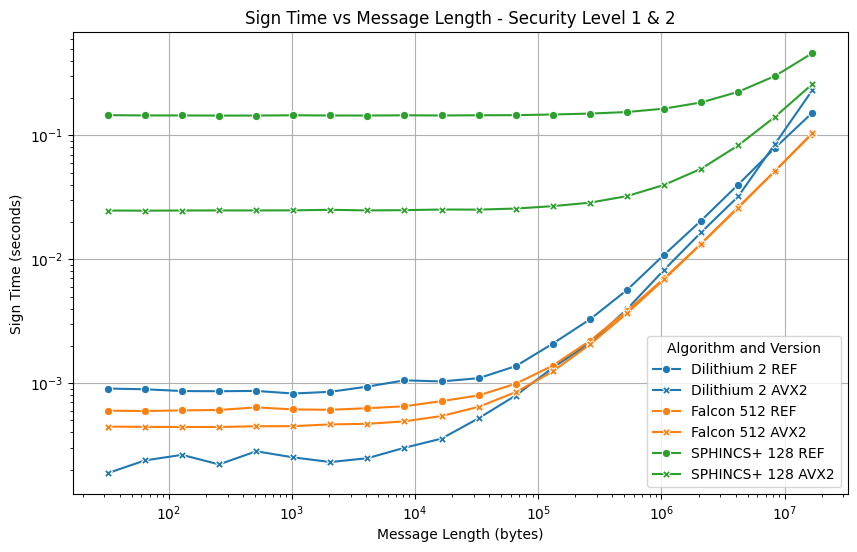 Sign Time vs Message Length - Security Level 1 & 2
Sign Time (seconds)
10⁻¹
10⁻²
10⁻³
10²
10³
10⁴
10⁵
10⁶
10⁷
Message Length (bytes)
Algorithm and Version
Dilithium 2 REF
Dilithium 2 AVX2
Falcon 512 REF
Falcon 512 AVX2
SPHINCS+ 128 REF
SPHINCS+ 128 AVX2